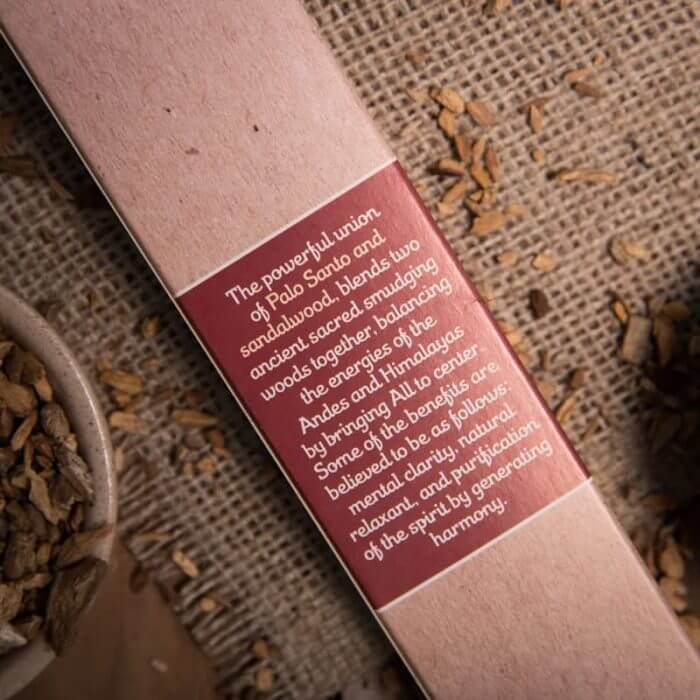 The powerful union
of Palo Santo and
sandalwood, blends two
ancient sacred smudging
woods together, balancing
the energies of the
Andes and Himalayas
by bringing All to center.
Some of the benefits are
believed to be as follows:
mental clarity, natural
relaxant, and purification
of the spirit by generating
harmony.